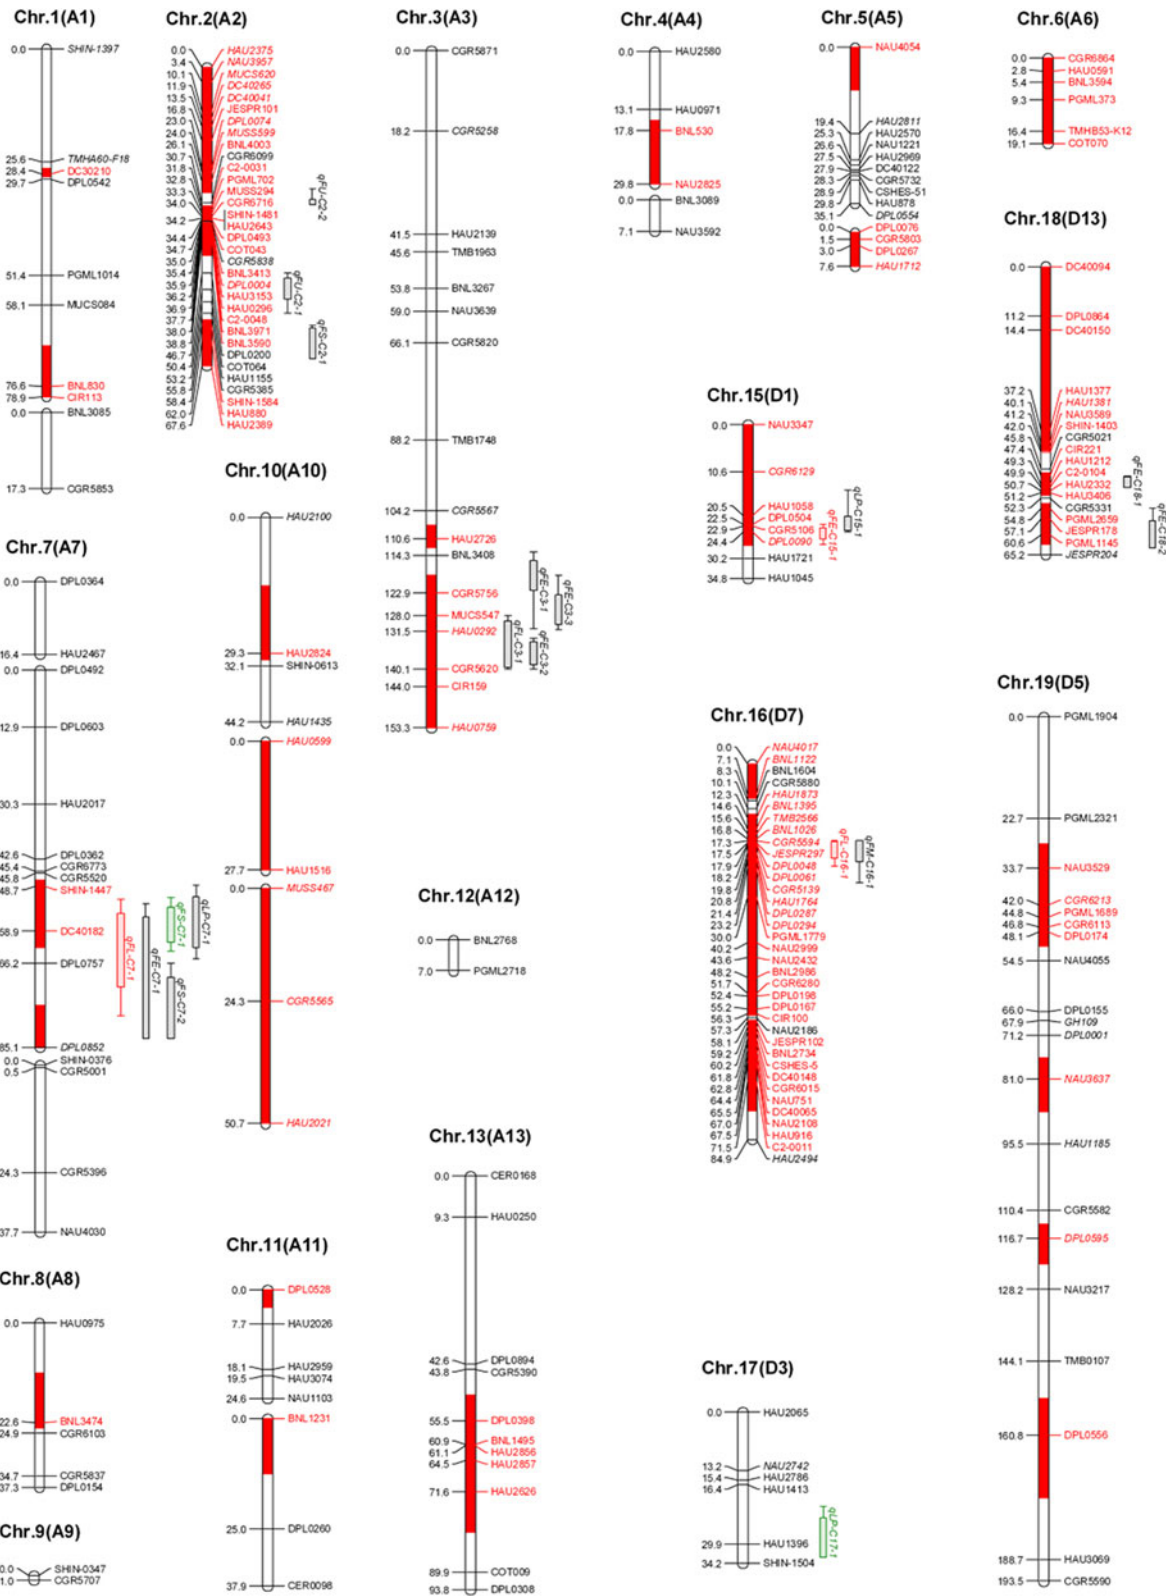 Chr.1(A1)
0.0 SHIN-1397
25.6 TMHA60-F18
28.4 DC30210
29.7 DPL0542
51.4 PGML1014
58.1 MUCS084
76.6 BNL830
78.9 CIR113
0.0 BNL3085
17.3 CGR5853
Chr.2(A2)
0.0 HAU2375
3.4 NAU3957
10.1 MUCS620
11.9 DC40265
13.5 DC40041
16.8 JESPR101
23.0 DPL0074
24.0 MUSS599
26.1 BNL4003
30.7 CGR6099
31.8 C2-0031
32.8 PGML702
33.3 MUSS294
34.0 CGR6716
SHIN-1481
34.2 HAU2643
34.4 DPL0493
34.7 COT043
35.0 CGR5838
35.4 BNL3413
35.9 DPL0004
36.2 HAU3153
36.9 HAU0296
37.7 C2-0048
38.0 BNL3971
38.8 BNL3590
46.7 DPL0200
50.4 COT064
53.2 HAU1155
55.8 CGR5385
58.4 SHIN-1584
62.0 HAU880
67.6 HAU2389
qFU-C2-2
qFU-C2-1
qFS-C2-1
Chr.3(A3)
0.0 CGR5871
18.2 CGR5258
41.5 HAU2139
45.6 TMB1963
53.8 BNL3267
59.0 NAU3639
66.1 CGR5820
88.2 TMB1748
104.2 CGR5567
110.6 HAU2726
114.3 BNL3408
122.9 CGR5756
128.0 MUCS547
131.5 HAU0292
140.1 CGR5620
144.0 CIR159
153.3 HAU0759
qFL-C3-1
qFE-C3-1
qFE-C3-2
qFE-C3-3
Chr.4(A4)
0.0 HAU2580
13.1 HAU0971
17.8 BNL530
29.8 NAU2825
0.0 BNL3089
7.1 NAU3592
Chr.5(A5)
0.0 NAU4054
19.4 HAU2811
25.3 HAU2570
26.6 NAU1221
27.5 HAU2969
27.9 DC40122
28.3 CGR5732
28.9 CSHES-51
29.8 HAU878
35.1 DPL0554
0.0 DPL0076
1.5 CGR5803
3.0 DPL0267
7.6 HAU1712
Chr.6(A6)
0.0 CGR6864
2.8 HAU0591
5.4 BNL3594
9.3 PGML373
16.4 TMHB53-K12
19.1 COT070
Chr.18(D13)
0.0 DC40094
11.2 DPL0864
14.4 DC40150
37.2 HAU1377
40.1 HAU1381
41.2 NAU3589
42.0 SHIN-1403
45.8 CGR5021
47.4 CIR221
49.3 HAU1212
49.9 C2-0104
50.7 HAU2332
51.2 HAU3406
52.3 CGR5331
54.8 PGML2659
57.1 JESPR178
60.6 PGML1145
65.2 JESPR204
qFE-C18-1
qFE-C18-2
Chr.15(D1)
0.0 NAU3347
10.6 CGR6129
20.5 HAU1058
22.5 DPL0504
22.9 CGR5106
24.4 DPL0090
30.2 HAU1721
34.8 HAU1045
qFE-C15-1
qLP-C15-1
Chr.7(A7)
0.0 DPL0364
16.4 HAU2467
0.0 DPL0492
12.9 DPL0603
30.3 HAU2017
42.6 DPL0362
45.4 CGR6773
45.8 CGR5520
48.7 SHIN-1447
58.9 DC40182
66.2 DPL0757
85.1 DPL0852
0.0 SHIN-0376
0.5 CGR5001
24.3 CGR5396
37.7 NAU4030
qFL-C7-1
qFE-C7-1
qFS-C7-1
qFS-C7-2
qLP-C7-1
Chr.10(A10)
0.0 HAU2100
29.3 HAU2824
32.1 SHIN-0613
44.2 HAU1435
0.0 HAU0599
27.7 HAU1516
0.0 MUSS467
24.3 CGR5565
50.7 HAU2021
Chr.12(A12)
0.0 BNL2768
7.0 PGML2718
Chr.16(D7)
0.0 NAU4017
7.1 BNL1122
8.3 BNL1604
10.1 CGR5880
12.3 HAU1873
14.6 BNL1395
15.6 TMB2566
16.8 BNL1026
17.3 CGR5594
17.5 JESPR297
17.9 DPL0048
18.2 DPL0061
19.8 CGR5139
20.8 HAU1764
21.4 DPL0287
23.2 DPL0294
30.0 PGML1779
40.2 NAU2999
43.6 NAU2432
48.2 BNL2986
51.7 CGR6280
52.4 DPL0198
55.2 DPL0167
56.3 CIR100
57.3 NAU2186
58.1 JESPR102
59.2 BNL2734
60.2 CSHES-5
61.8 DC40148
62.8 CGR6015
64.4 NAU751
65.5 DC40065
67.0 NAU2108
67.5 HAU916
71.5 C2-0011
84.9 HAU2494
qFL-C16-1
qFM-C16-1
Chr.19(D5)
0.0 PGML1904
22.7 PGML2321
33.7 NAU3529
42.0 CGR6213
44.8 PGML1689
46.8 CGR6113
48.1 DPL0174
54.5 NAU4055
66.0 DPL0155
67.9 GH109
71.2 DPL0001
81.0 NAU3637
95.5 HAU1185
110.4 CGR5582
116.7 DPL0595
128.2 NAU3217
144.1 TMB0107
160.8 DPL0556
188.7 HAU3069
193.5 CGR5590
Chr.8(A8)
0.0 HAU0975
22.6 BNL3474
24.9 CGR6103
34.7 CGR5837
37.3 DPL0154
Chr.9(A9)
0.0 SHIN-0347
1.0 CGR5707
Chr.11(A11)
0.0 DPL0528
7.7 HAU2026
18.1 HAU2959
19.5 HAU3074
24.6 NAU1103
0.0 BNL1231
25.0 DPL0260
37.9 CER0098
Chr.13(A13)
0.0 CER0168
9.3 HAU0250
42.6 DPL0894
43.8 CGR5390
55.5 DPL0398
60.9 BNL1495
61.1 HAU2856
64.5 HAU2857
71.6 HAU2626
89.9 COT009
93.8 DPL0308
Chr.17(D3)
0.0 HAU2065
13.2 NAU2742
15.4 HAU2786
16.4 HAU1413
29.9 HAU1396
34.2 SHIN-1504
qLP-C17-1